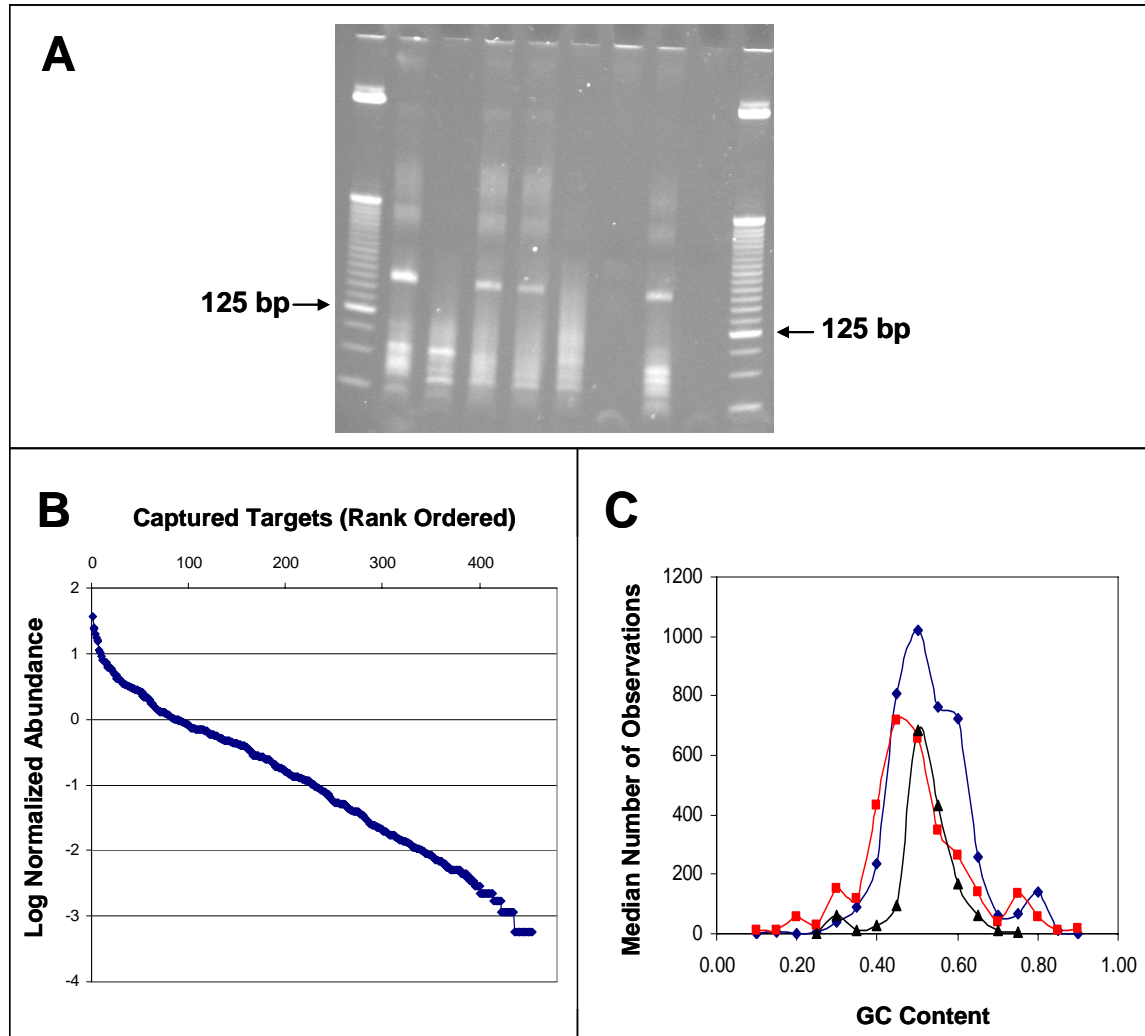 A
125 bp
125 bp
B
Captured Targets (Rank Ordered)
0 100 200 300 400
2
1
0
-1
-2
-3
-4
Log Normalized Abundance
C
1200
1000
800
600
400
200
0
0.00 0.20 0.40 0.60 0.80 1.00
Median Number of Observations
GC Content